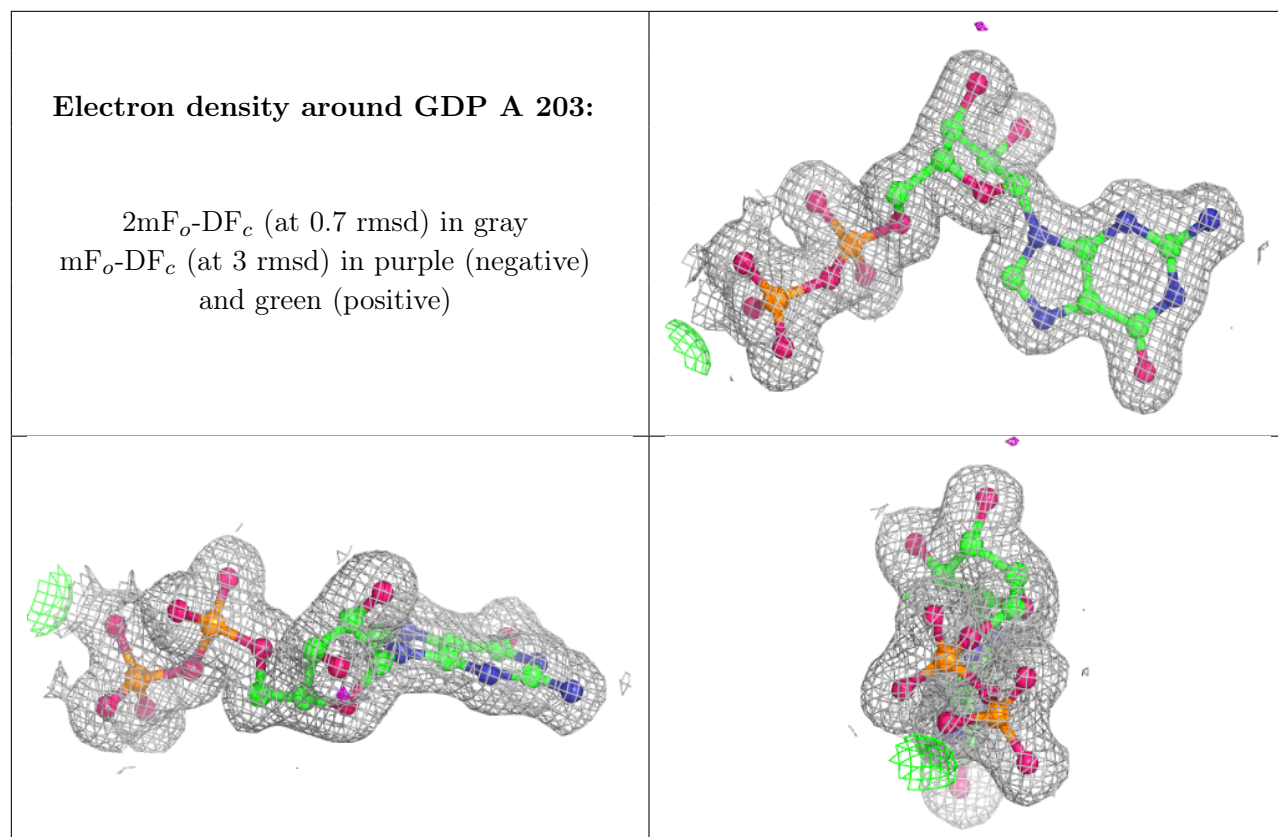 Electron density around GDP A 203:
2mFₒ-DF𝒸 (at 0.7 rmsd) in gray
mFₒ-DF𝒸 (at 3 rmsd) in purple (negative)
and green (positive)